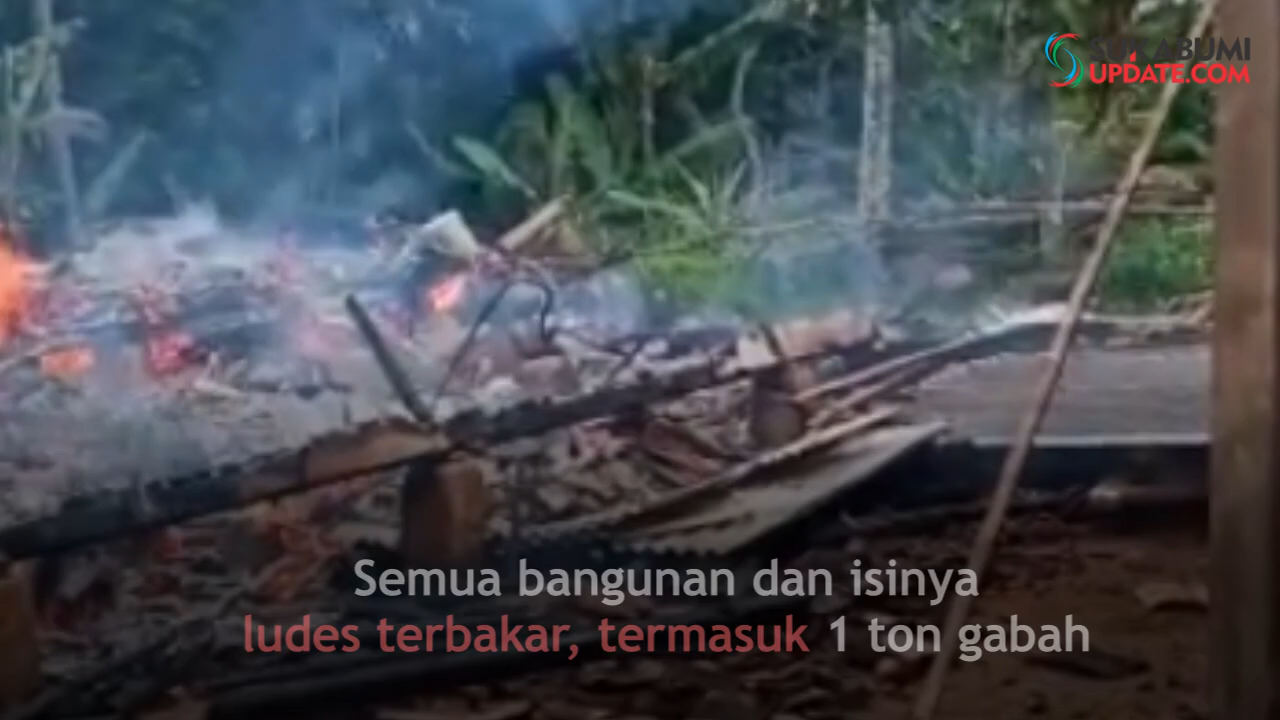 SUKABUMI
UPDATE.COM
Semua bangunan dan isinya
ludes terbakar, termasuk 1 ton gabah